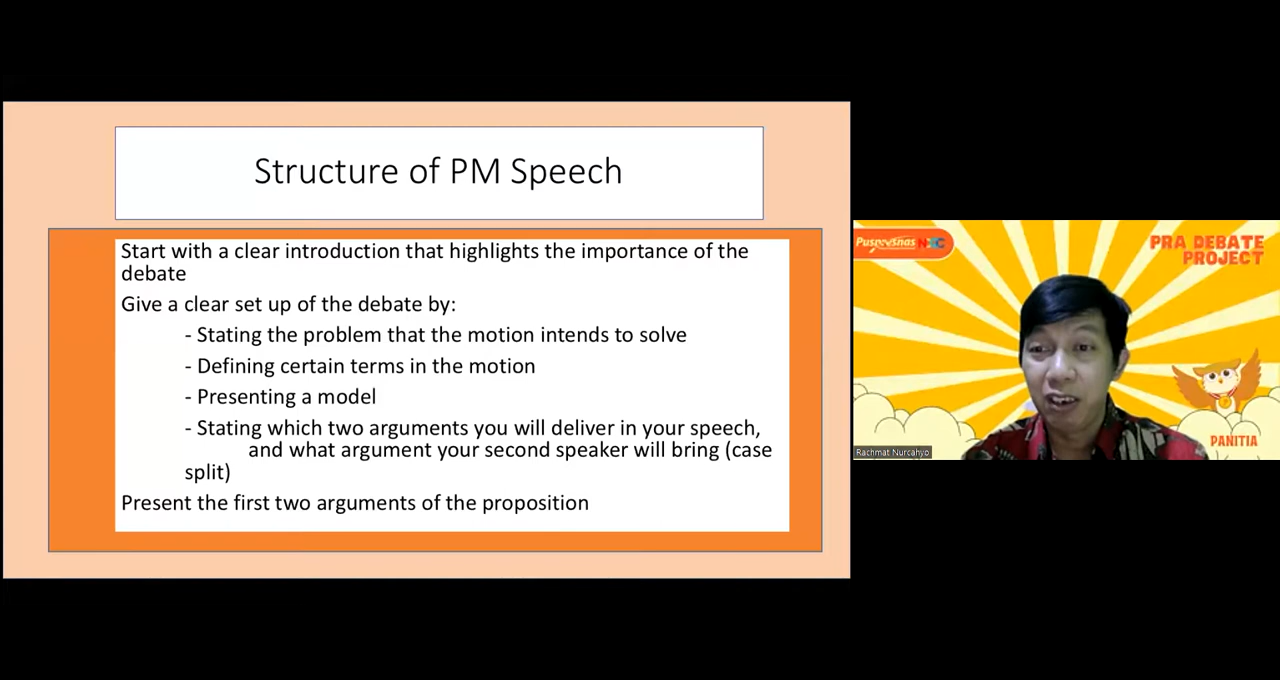 Structure of PM Speech
Start with a clear introduction that highlights the importance of the
debate
Give a clear set up of the debate by:
- Stating the problem that the motion intends to solve
- Defining certain terms in the motion
- Presenting a model
- Stating which two arguments you will deliver in your speech,
and what argument your second speaker will bring (case
split)
Present the first two arguments of the proposition
Puspresnas
PRA DEBATE
PROJECT
PANITIA
Rachmat Nurcahyo